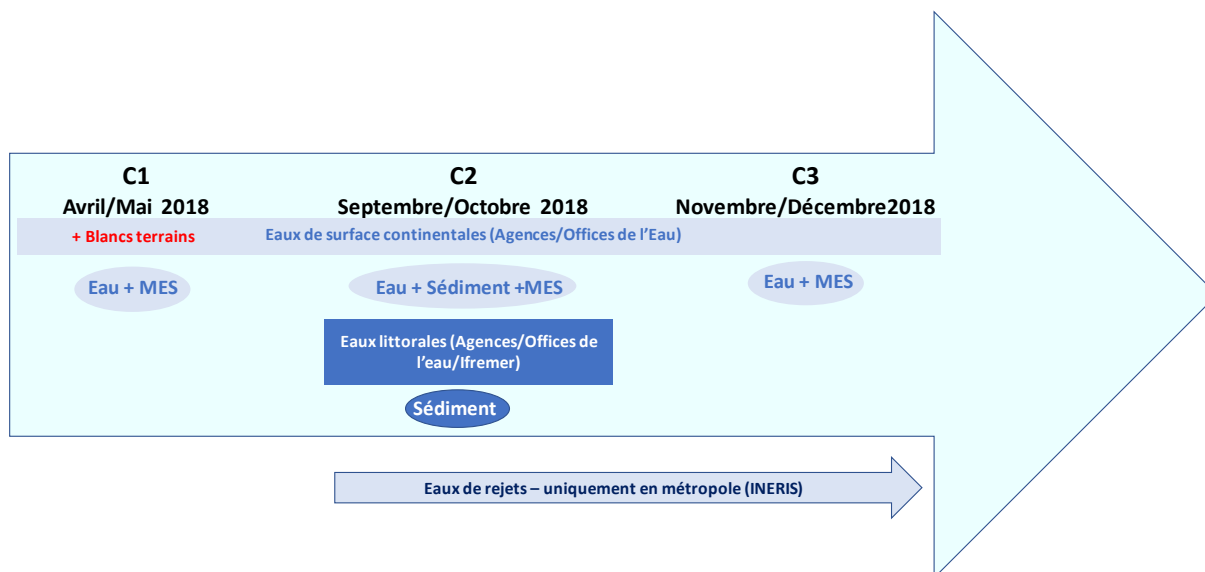 C1
Avril/Mai 2018
C2
Septembre/Octobre 2018
C3
Novembre/Décembre2018
+ Blancs terrains
Eaux de surface continentales (Agences/Offices de l’Eau)
Eau + MES
Eau + Sédiment +MES
Eau + MES
Eaux littorales (Agences/Offices de
l’eau/Ifremer)
Sédiment
Eaux de rejets – uniquement en métropole (INERIS)